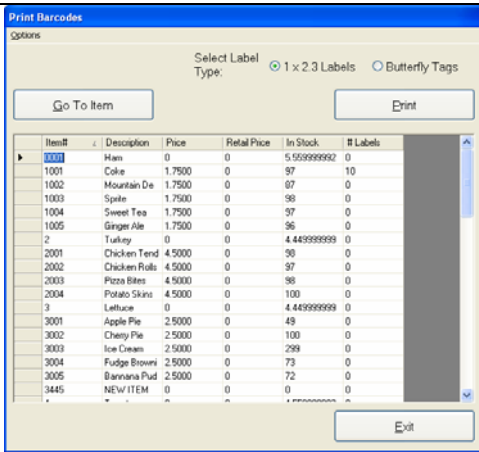 Print Barcodes
Options
Select Label Type: 1 x 2.3 Labels Butterfly Tags
Go To Item Print
Item# Description Price Retail Price In Stock # Labels
0001 Ham 0 0 5.559999992 0
1001 Coke 1.7500 0 97 10
1002 Mountain De 1.7500 0 87 0
1003 Sprite 1.7500 0 98 0
1004 Sweet Tea 1.7500 0 97 0
1005 Ginger Ale 1.7500 0 96 0
2 Turkey 0 0 4.449999999 0
2001 Chicken Tend 4.5000 0 98 0
2002 Chicken Rolls 4.5000 0 97 0
2003 Pizza Bites 4.5000 0 98 0
2004 Potato Skins 4.5000 0 100 0
3 Lettuce 0 0 4.449999999 0
3001 Apple Pie 2.5000 0 49 0
3002 Cherry Pie 2.5000 0 100 0
3003 Ice Cream 2.5000 0 299 0
3004 Fudge Browni 2.5000 0 73 0
3005 Bannana Pud 2.5000 0 72 0
3445 NEW ITEM 0 0 0 0
Exit